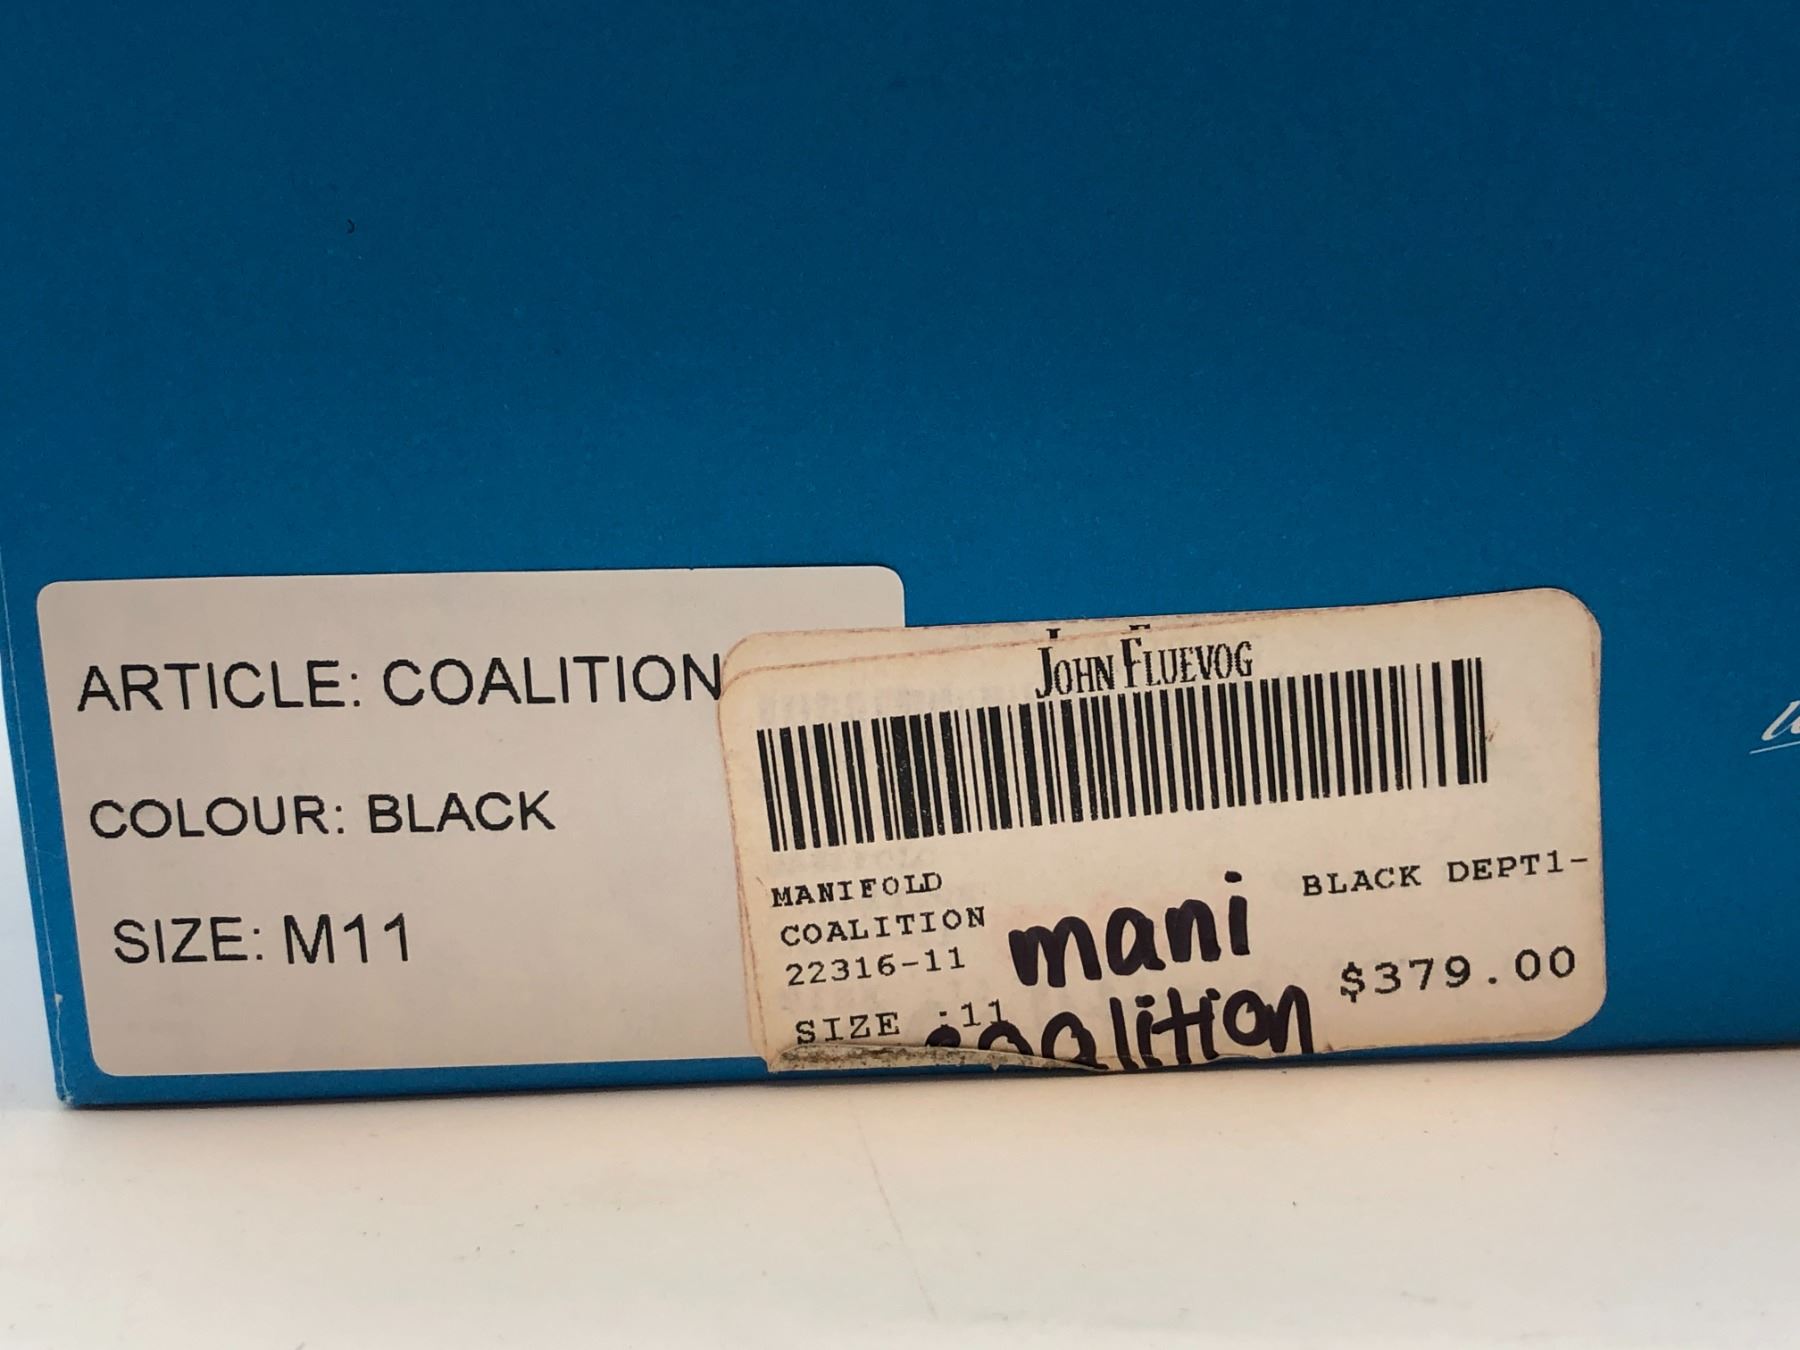 ARTICLE: COALITION
COLOUR: BLACK
SIZE: M11
JOHN FLUEVOG
MANIFOLD
COALITION
22316-11
SIZE :11
BLACK DEPT1-
$379.00
mani
coalition